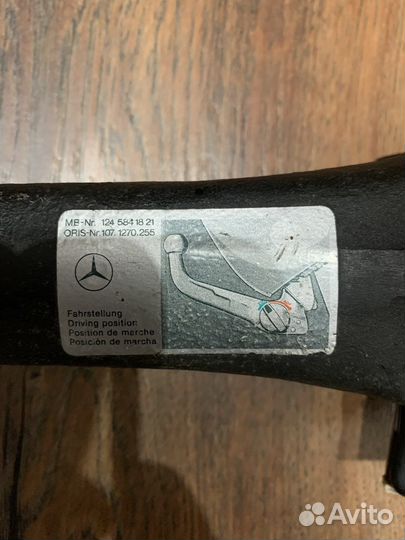 MB-Nr. 124 584 18 21
ORIS-Nr.107.1270.255
Fahrstellung
Driving position
Position de marche
Posición de marcha
Avito